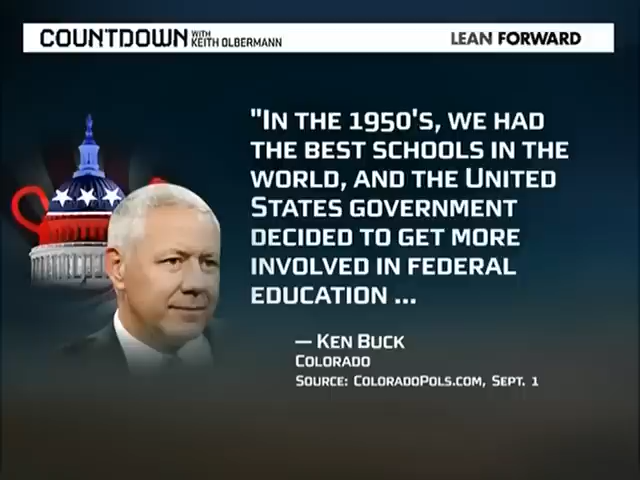 COUNTDOWN WITH KEITH OLBERMANN LEAN FORWARD
"IN THE 1950'S, WE HAD
THE BEST SCHOOLS IN THE
WORLD, AND THE UNITED
STATES GOVERNMENT
DECIDED TO GET MORE
INVOLVED IN FEDERAL
EDUCATION ...
— KEN BUCK
COLORADO
SOURCE: COLORADOPOLS.COM, SEPT. 1